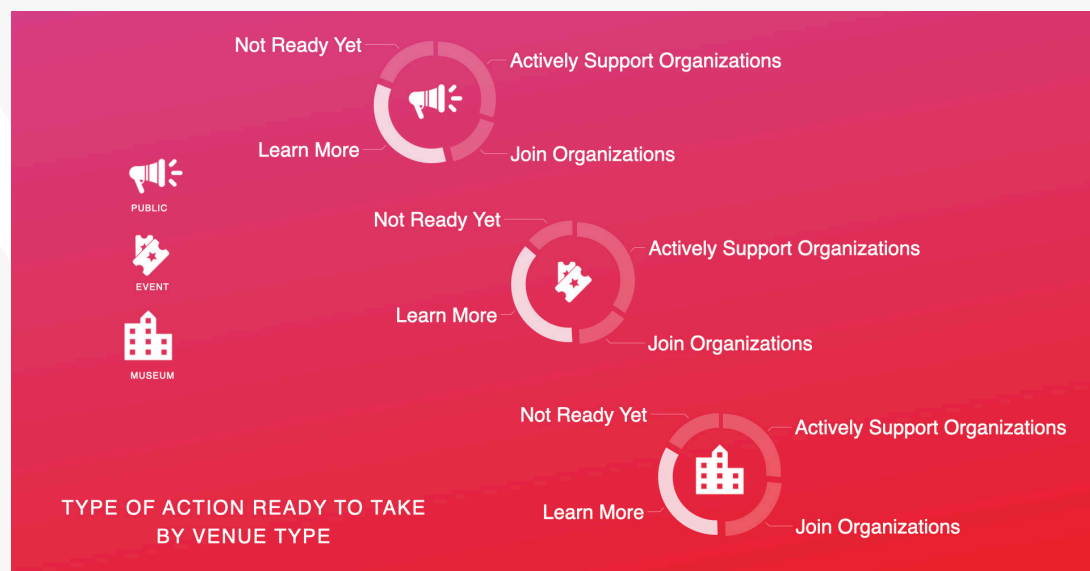 Not Ready Yet
Actively Support Organizations
Learn More
Join Organizations
PUBLIC
EVENT
MUSEUM
Not Ready Yet
Actively Support Organizations
Learn More
Join Organizations
Not Ready Yet
Actively Support Organizations
Learn More
Join Organizations
TYPE OF ACTION READY TO TAKE
BY VENUE TYPE